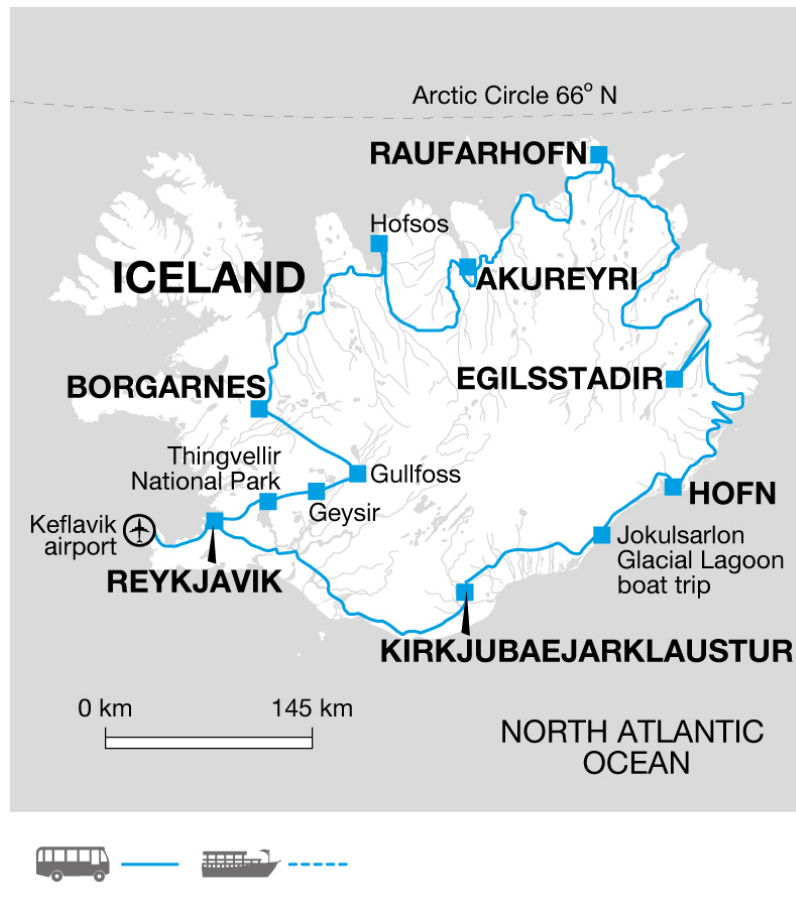 Arctic Circle 66° N
RAUFARHOFN
Hofsos
ICELAND
AKUREYRI
BORGARNES
EGILSSTADIR
Thingvellir
National Park
Gullfoss
Geysir
HOFN
Keflavik
airport
Jokulsarlon
Glacial Lagoon
boat trip
REYKJAVIK
KIRKJUBAEJARKLAUSTUR
0 km
145 km
NORTH ATLANTIC
OCEAN